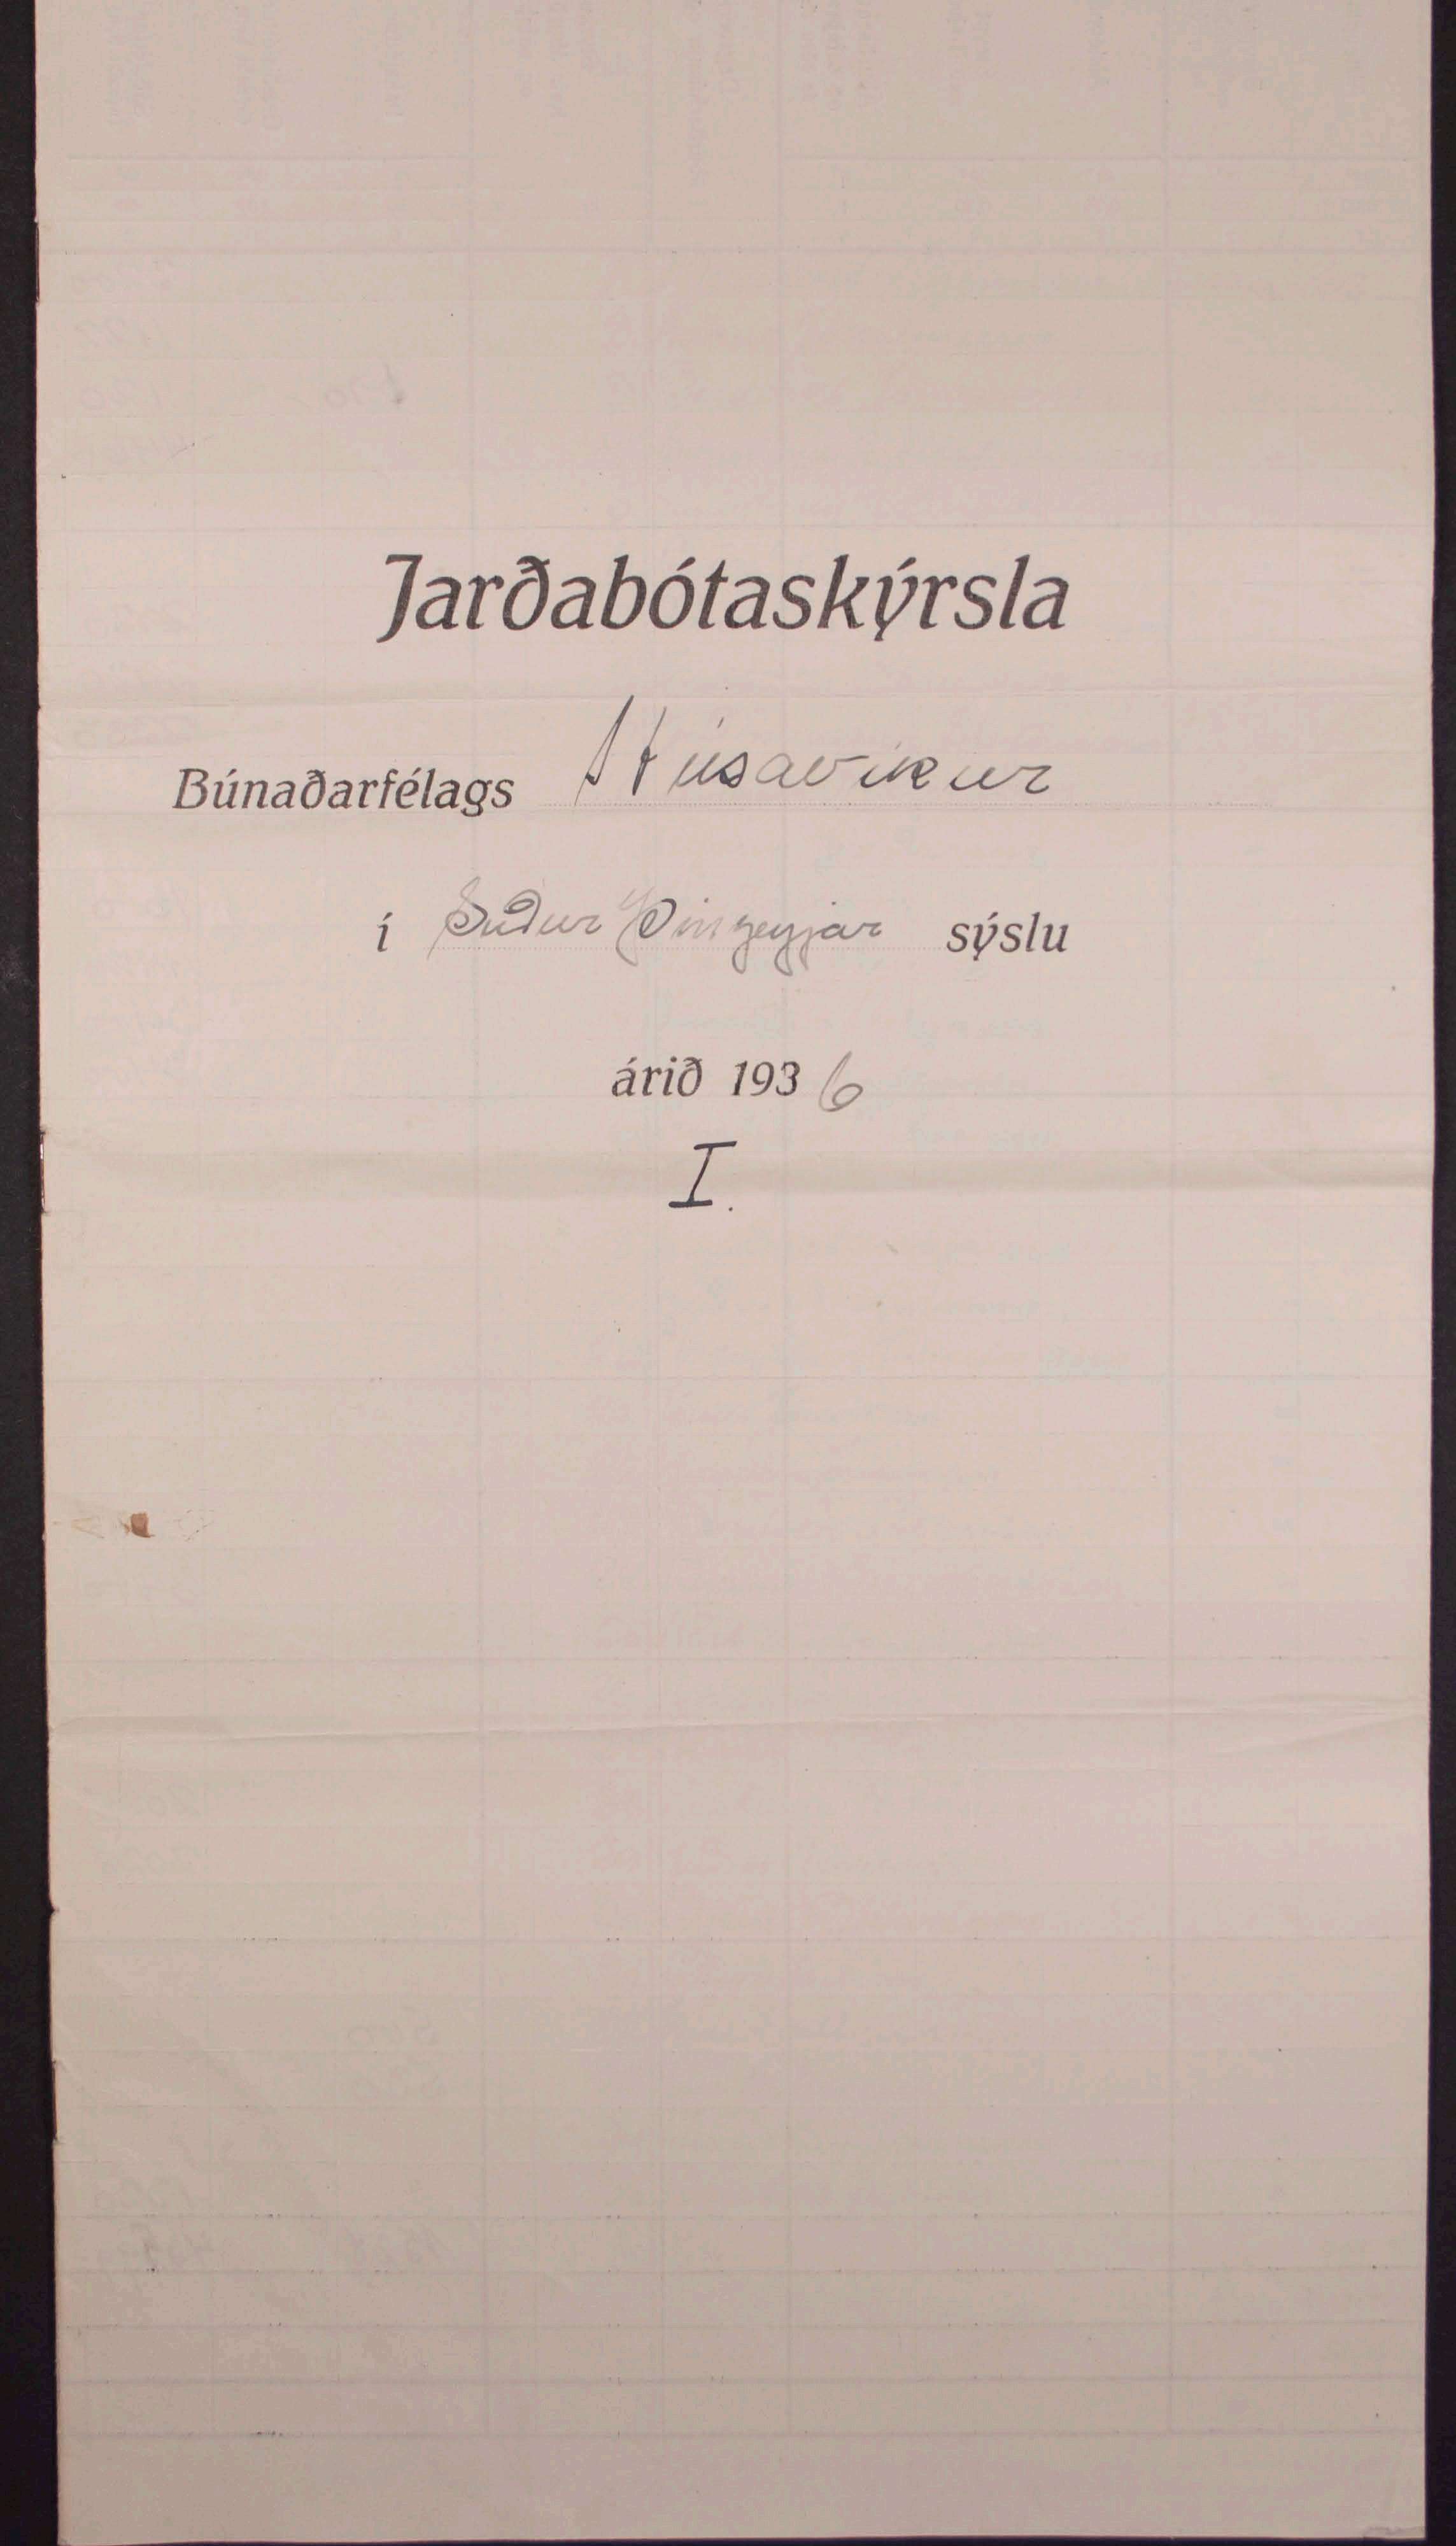 Jarðabótaskýrsla
Búnaðarfélags Húsavíkur
í Suður Þingeyjar sýslu
árið 1936
I.